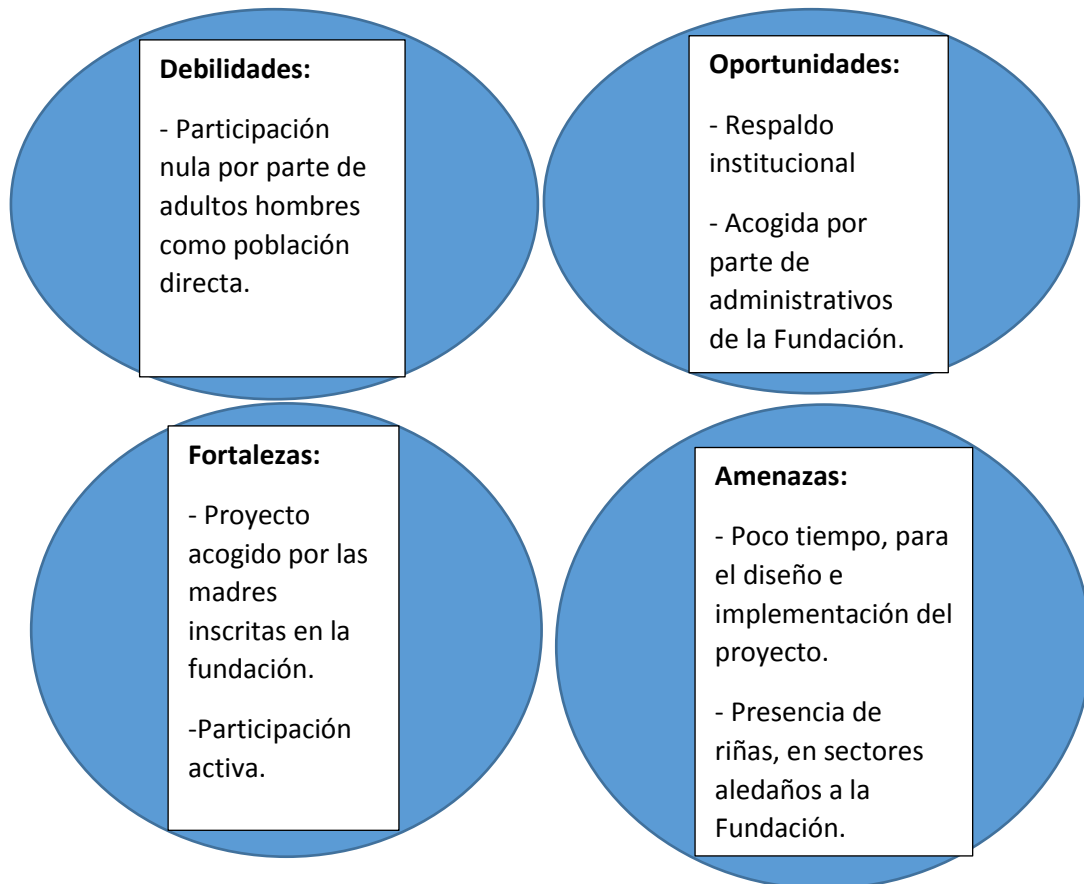 Debilidades:
- Participación
nula por parte de
adultos hombres
como población
directa.
Oportunidades:
- Respaldo
institucional
- Acogida por
parte de
administrativos
de la Fundación.
Fortalezas:
- Proyecto
acogido por las
madres
inscritas en la
fundación.
-Participación
activa.
Amenazas:
- Poco tiempo, para
el diseño e
implementación del
proyecto.
- Presencia de
riñas, en sectores
aledaños a la
Fundación.